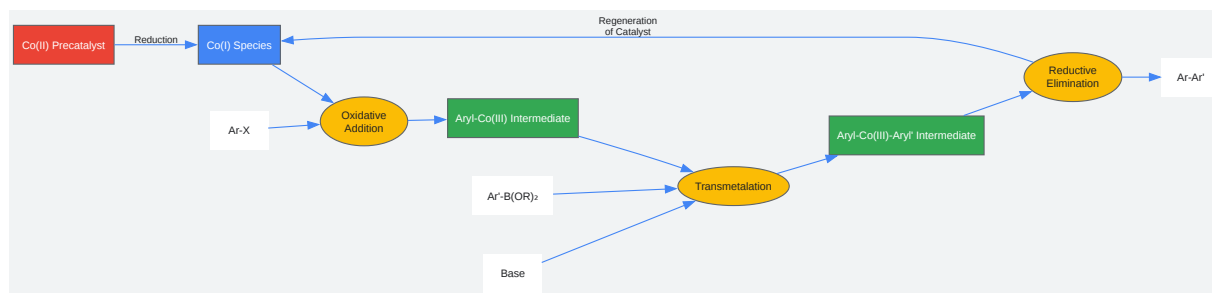 Regeneration
of Catalyst
Co(II) Precatalyst
Reduction
Co(I) Species
Reductive
Elimination
Ar-Ar'
Ar-X
Oxidative
Addition
Aryl-Co(III) Intermediate
Aryl-Co(III)-Aryl' Intermediate
Ar'-B(OR)₂
Transmetalation
Base